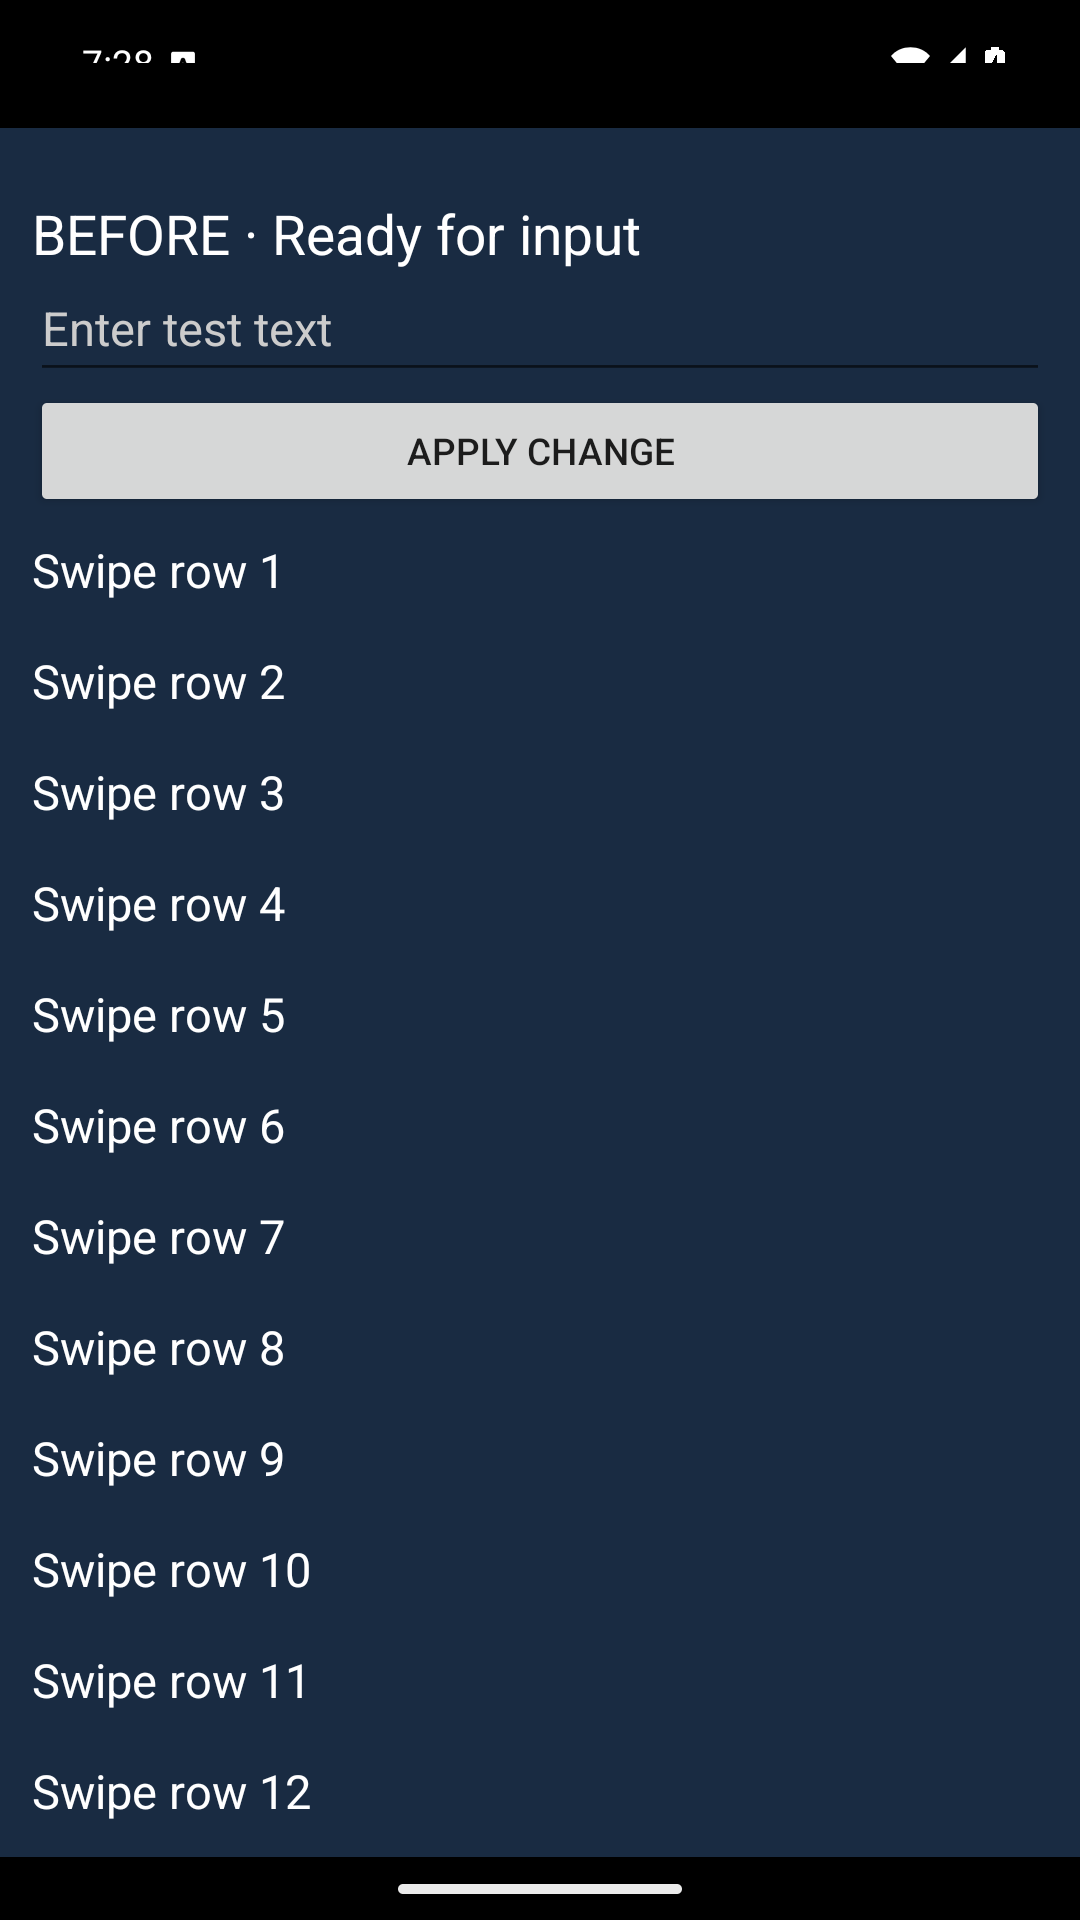 7:28
BEFORE · Ready for input
Enter test text
APPLY CHANGE
Swipe row 1
Swipe row 2
Swipe row 3
Swipe row 4
Swipe row 5
Swipe row 6
Swipe row 7
Swipe row 8
Swipe row 9
Swipe row 10
Swipe row 11
Swipe row 12